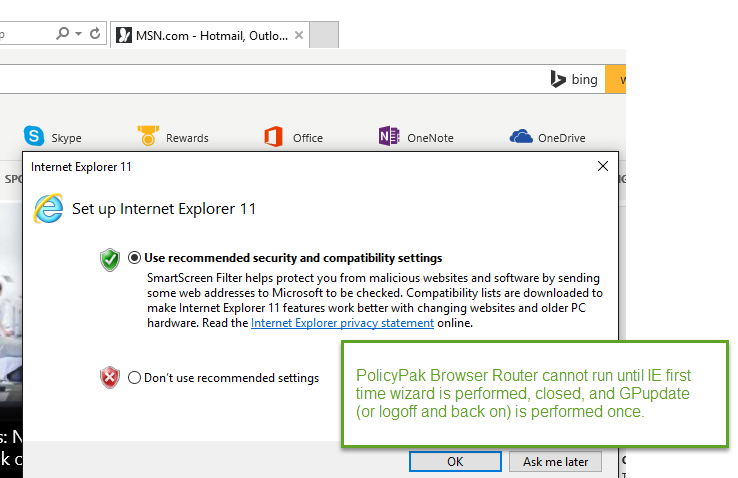 MSN.com - Hotmail, Outlo...
bing
Skype
Rewards
Office
OneNote
OneDrive
Internet Explorer 11
Set up Internet Explorer 11
Use recommended security and compatibility settings
SmartScreen Filter helps protect you from malicious websites and software by sending
some web addresses to Microsoft to be checked. Compatibility lists are downloaded to
make Internet Explorer 11 features work better with changing websites and older PC
hardware. Read the Internet Explorer privacy statement online.
Don't use recommended settings
PolicyPak Browser Router cannot run until IE first
time wizard is performed, closed, and GPupdate
(or logoff and back on) is performed once.
OK
Ask me later